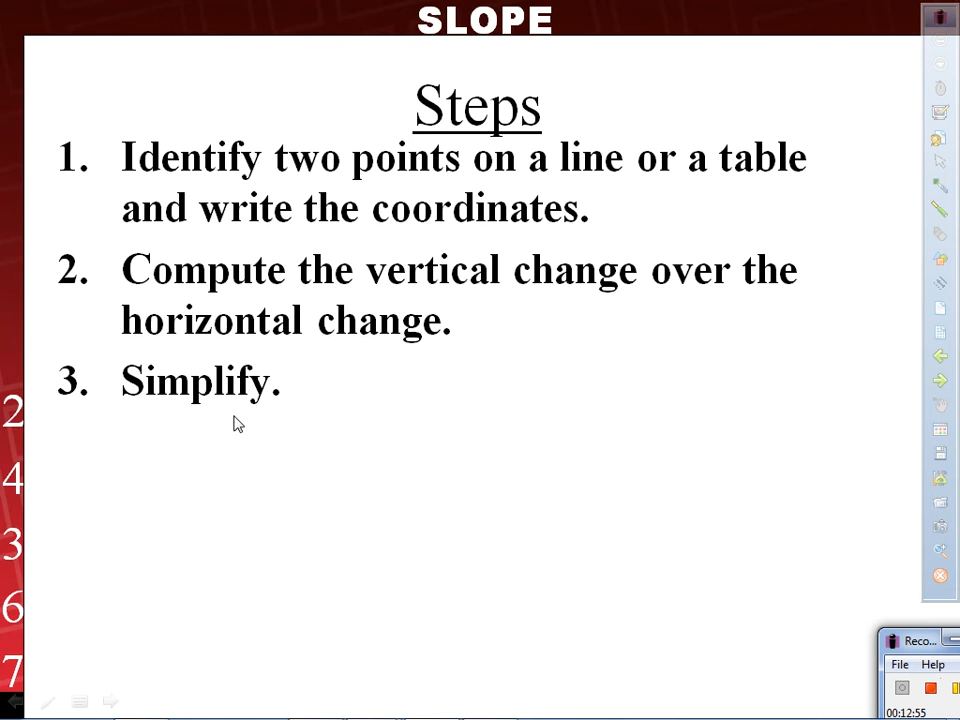 SLOPE
Steps
1. Identify two points on a line or a table
and write the coordinates.
2. Compute the vertical change over the
horizontal change.
3. Simplify.
2
4
3
6
7
Reco...
File Help
00:12:55